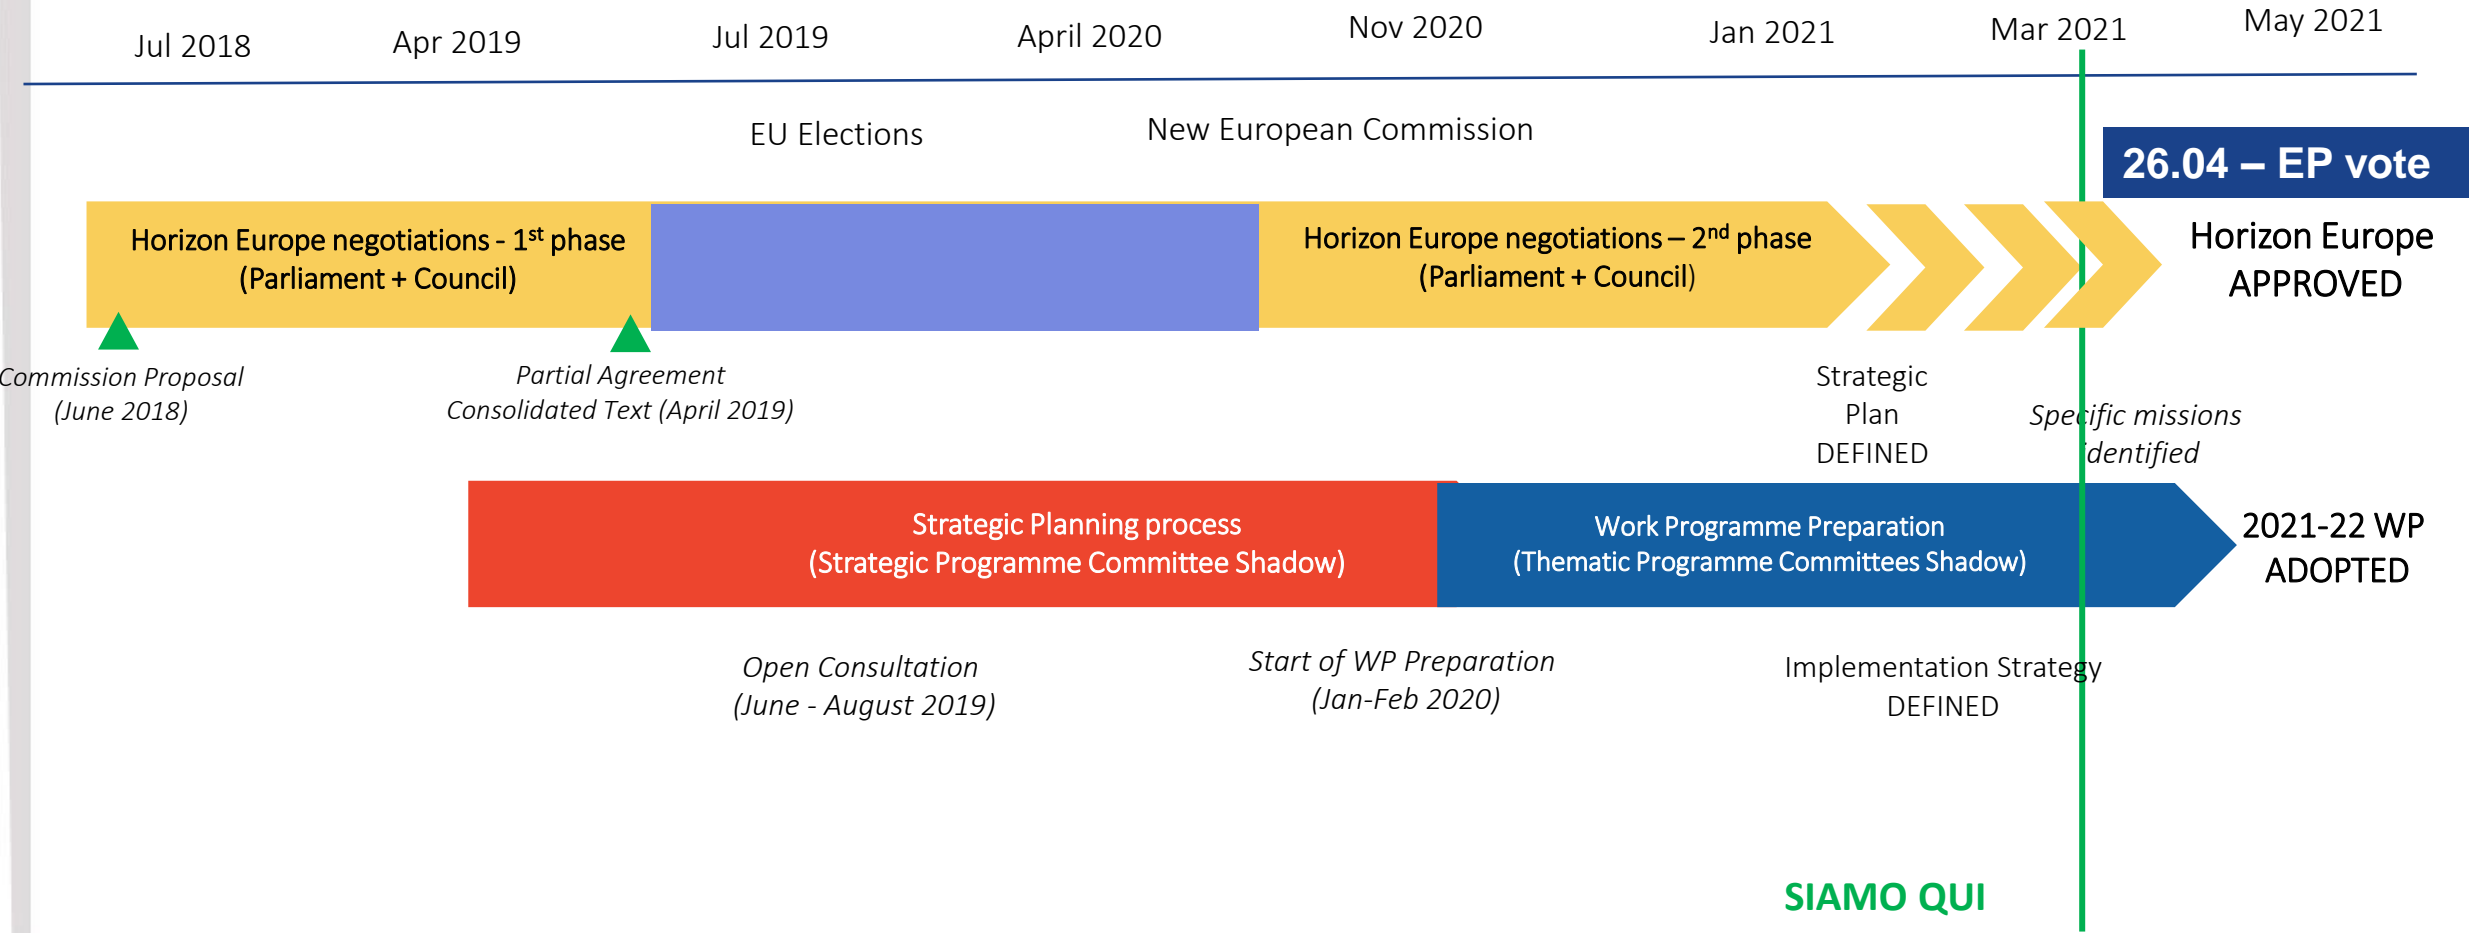 Jul 2018
Apr 2019
Jul 2019
April 2020
Nov 2020
Jan 2021
Mar 2021
May 2021
EU Elections
New European Commission
26.04 – EP vote
Horizon Europe negotiations - 1st phase
(Parliament + Council)
Horizon Europe negotiations – 2nd phase
(Parliament + Council)
Horizon Europe
APPROVED
Commission Proposal
(June 2018)
Partial Agreement
Consolidated Text (April 2019)
Strategic
Plan
DEFINED
Specific missions
identified
Strategic Planning process
(Strategic Programme Committee Shadow)
Work Programme Preparation
(Thematic Programme Committees Shadow)
2021-22 WP
ADOPTED
Open Consultation
(June - August 2019)
Start of WP Preparation
(Jan-Feb 2020)
Implementation Strategy
DEFINED
SIAMO QUI